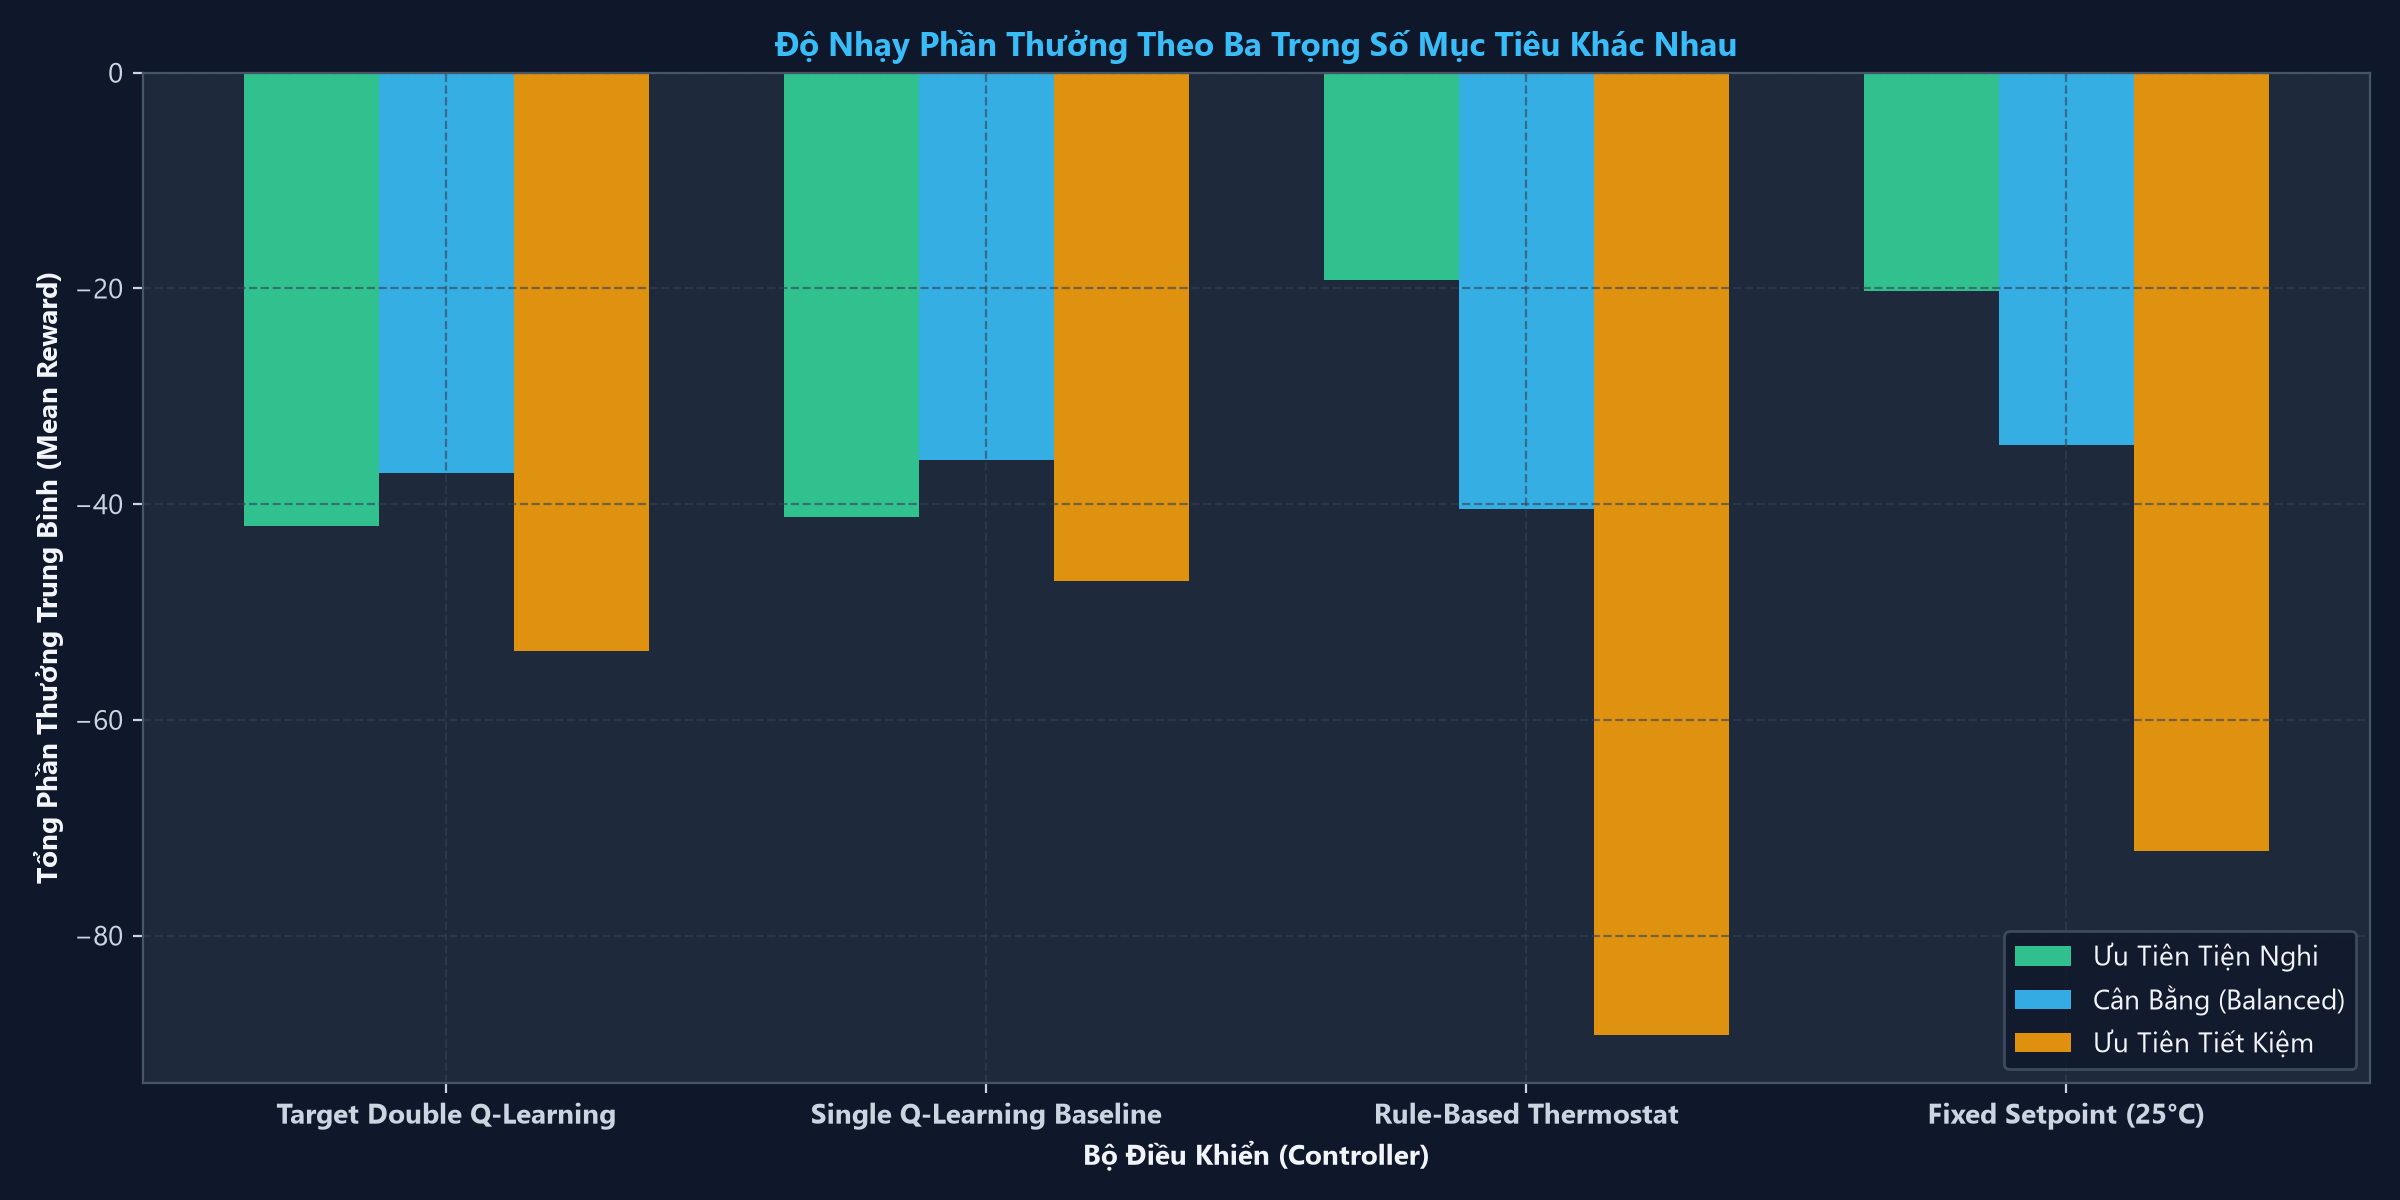 Độ Nhạy Phần Thưởng Theo Ba Trọng Số Mục Tiêu Khác Nhau
Tổng Phần Thưởng Trung Bình (Mean Reward)
0
−20
−40
−60
−80
Ưu Tiên Tiện Nghi
Cân Bằng (Balanced)
Ưu Tiên Tiết Kiệm
Target Double Q-Learning
Single Q-Learning Baseline
Rule-Based Thermostat
Fixed Setpoint (25°C)
Bộ Điều Khiển (Controller)